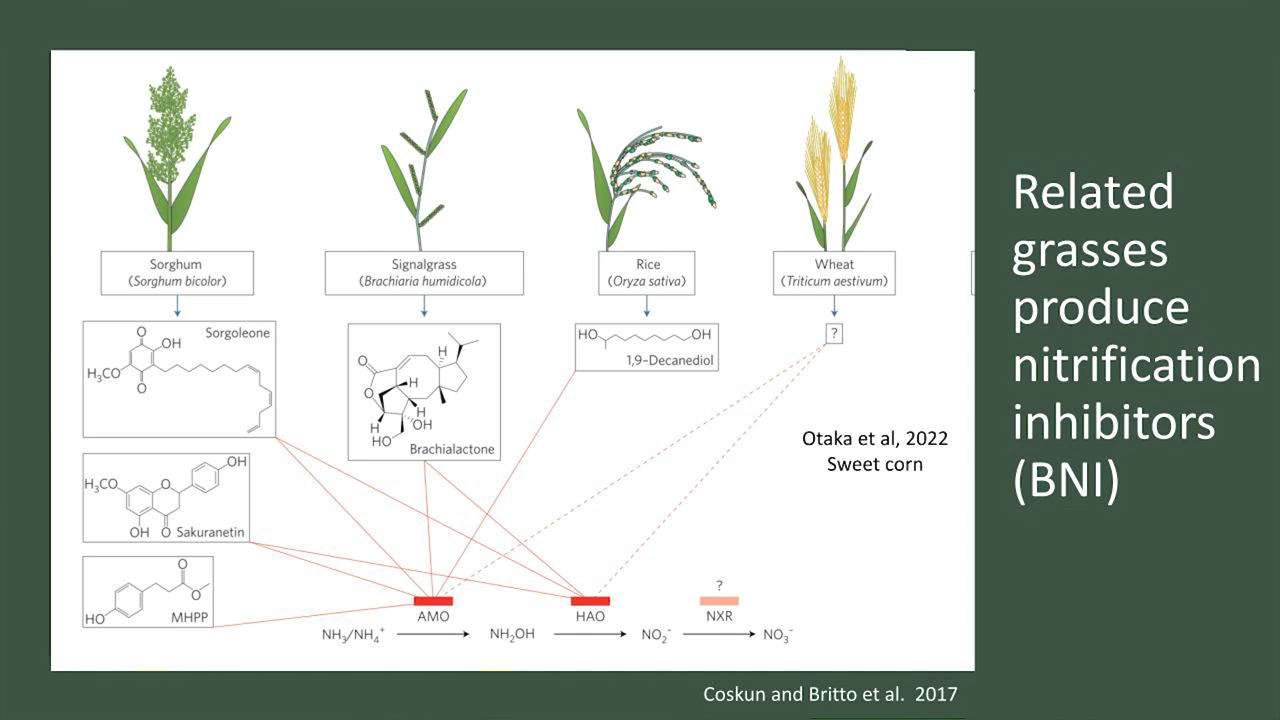 Related
grasses
produce
nitrification
inhibitors
(BNI)
Sorghum
(Sorghum bicolor)
Signalgrass
(Brachiaria humidicola)
Rice
(Oryza sativa)
Wheat
(Triticum aestivum)
Sorgoleone
O
OH
H₃CO
O
O
O
H
H
H
H
OH
HO
Brachialactone
HO
OH
1,9–Decanediol
?
Otaka et al, 2022
Sweet corn
OH
H₃CO
O
OH
O
Sakuranetin
O
O
HO
MHPP
AMO
HAO
?
NXR
NH₃/NH₄⁺
NH₂OH
NO₂⁻
NO₃⁻
Coskun and Britto et al. 2017